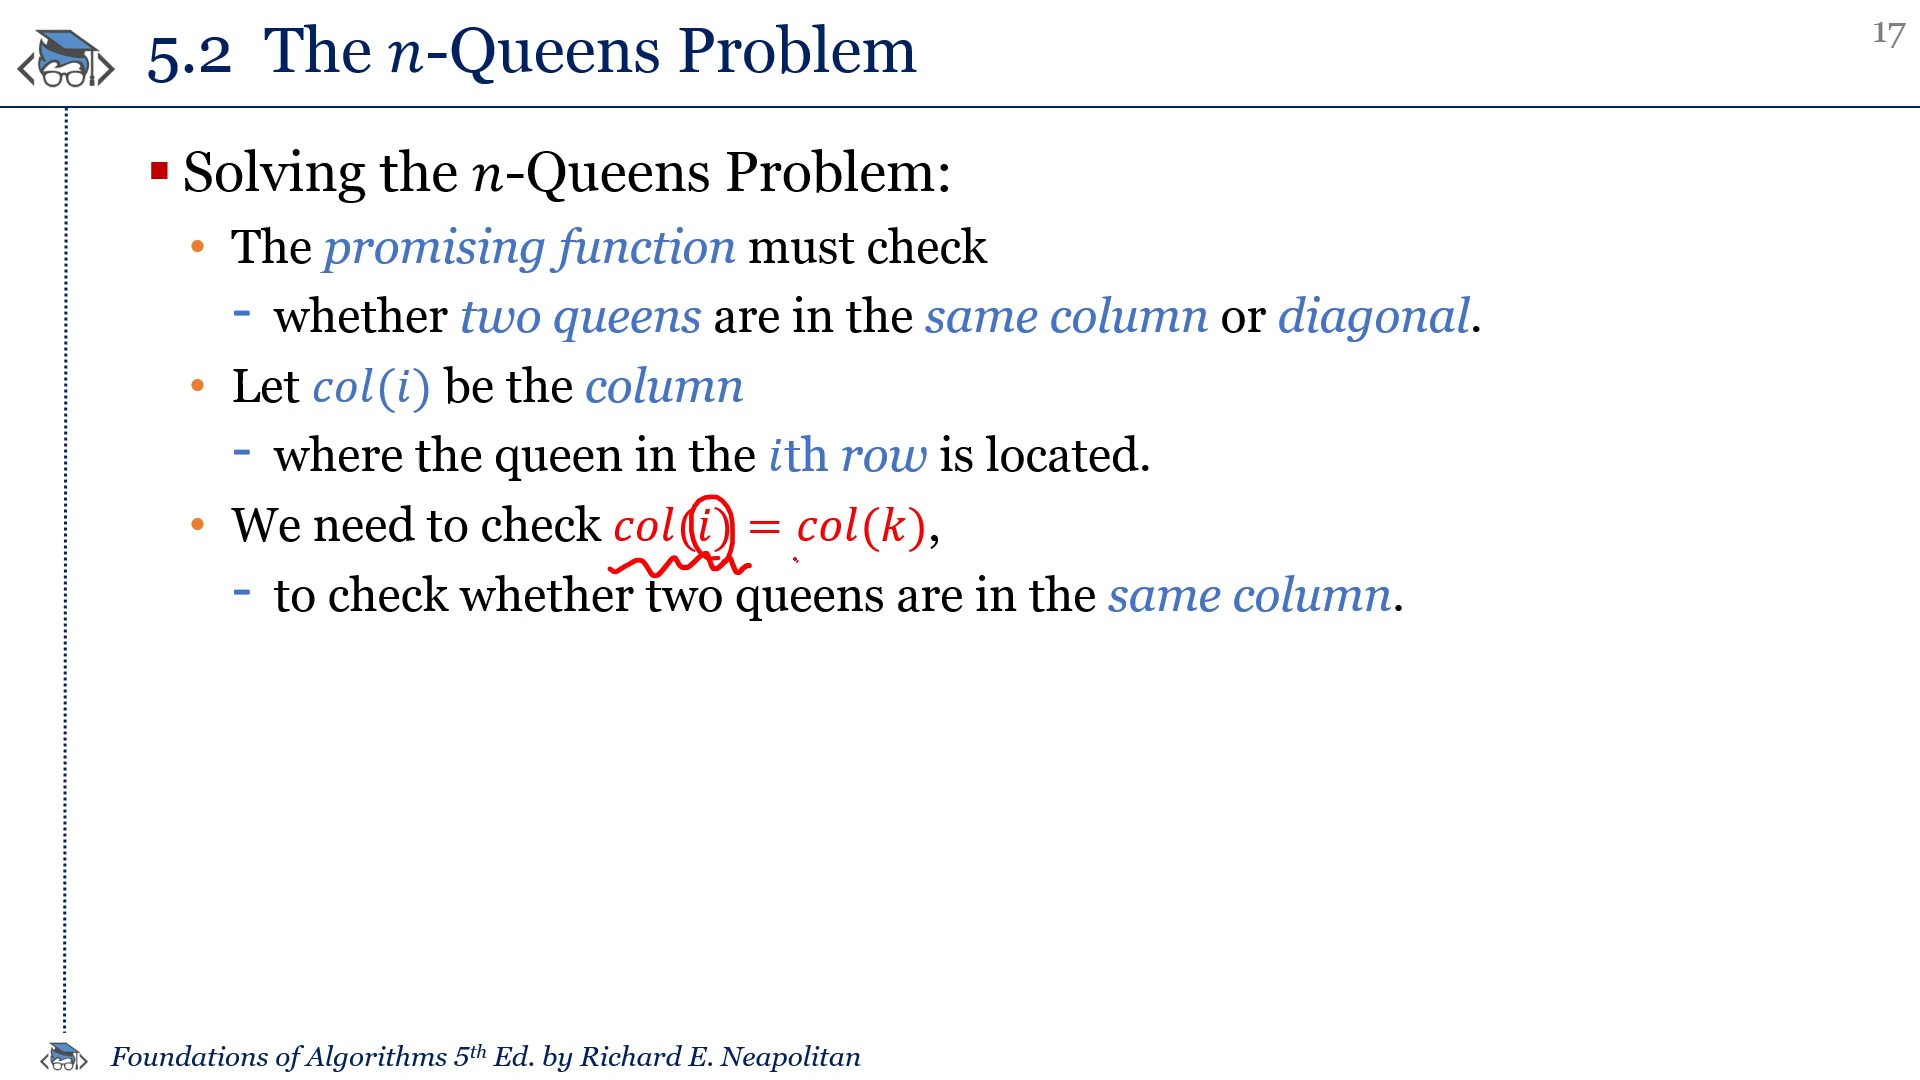 5.2 The n-Queens Problem
17
▪ Solving the n-Queens Problem:
• The promising function must check
- whether two queens are in the same column or diagonal.
• Let col(i) be the column
- where the queen in the ith row is located.
• We need to check col(i) = col(k),
- to check whether two queens are in the same column.
Foundations of Algorithms 5th Ed. by Richard E. Neapolitan